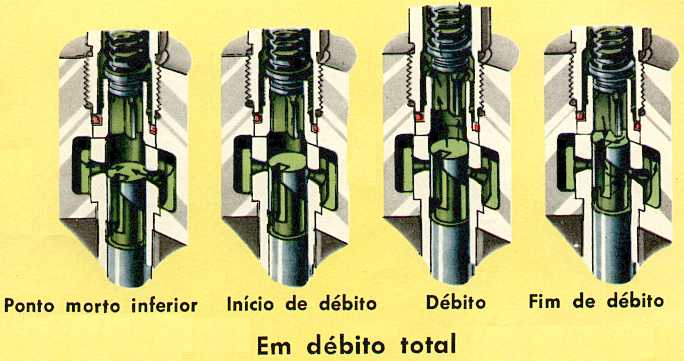 Ponto morto inferior Início de débito Débito Fim de débito
Em débito total